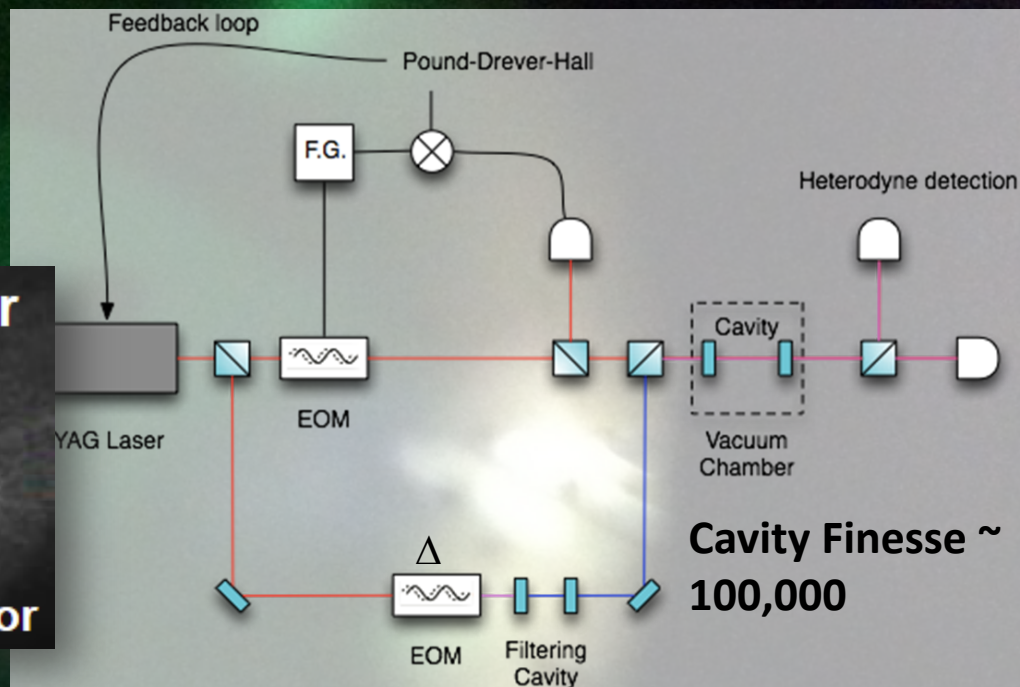 Feedback loop
Pound-Drever-Hall
F.G.
Heterodyne detection
r
Cavity
EOM
YAG Laser
Vacuum
Chamber
Δ
Cavity Finesse ~
100,000
or
EOM
Filtering
Cavity